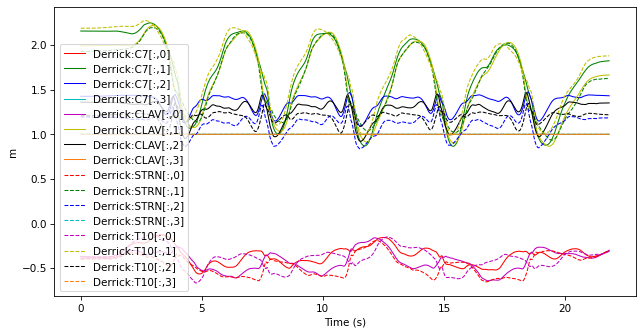 2.0
1.5
1.0
0.5
0.0
−0.5
m
Derrick:C7[:,0]
Derrick:C7[:,1]
Derrick:C7[:,2]
Derrick:C7[:,3]
Derrick:CLAV[:,0]
Derrick:CLAV[:,1]
Derrick:CLAV[:,2]
Derrick:CLAV[:,3]
Derrick:STRN[:,0]
Derrick:STRN[:,1]
Derrick:STRN[:,2]
Derrick:STRN[:,3]
Derrick:T10[:,0]
Derrick:T10[:,1]
Derrick:T10[:,2]
Derrick:T10[:,3]
0 5 10 15 20
Time (s)